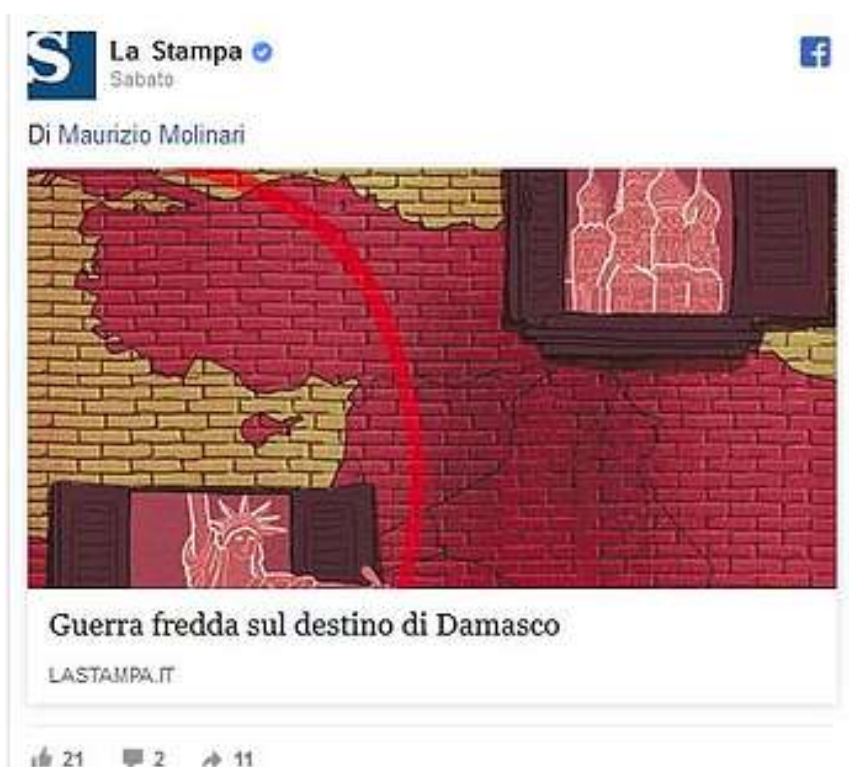 S
La Stampa
Sabato
Di Maurizio Molinari
Guerra fredda sul destino di Damasco
LASTAMPA.IT
21 2 11